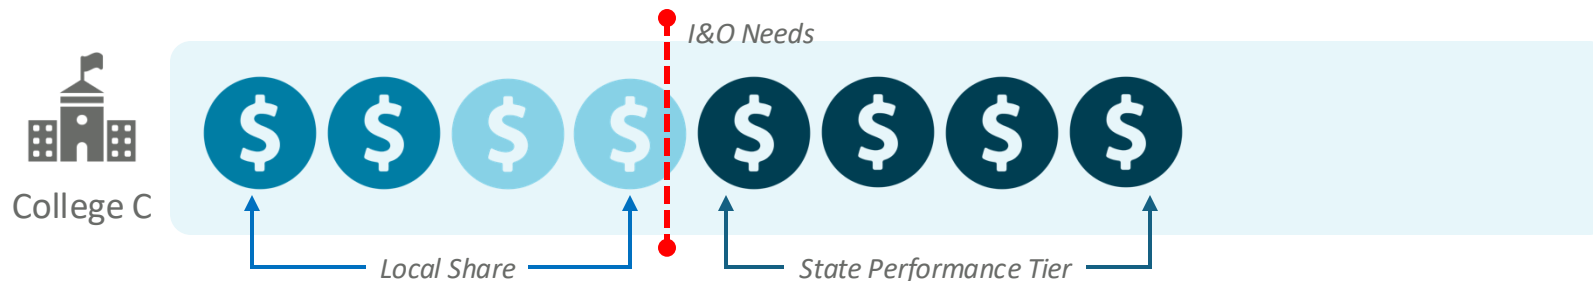 I&O Needs
$ $ $ $ $ $ $ $
College C
Local Share
State Performance Tier